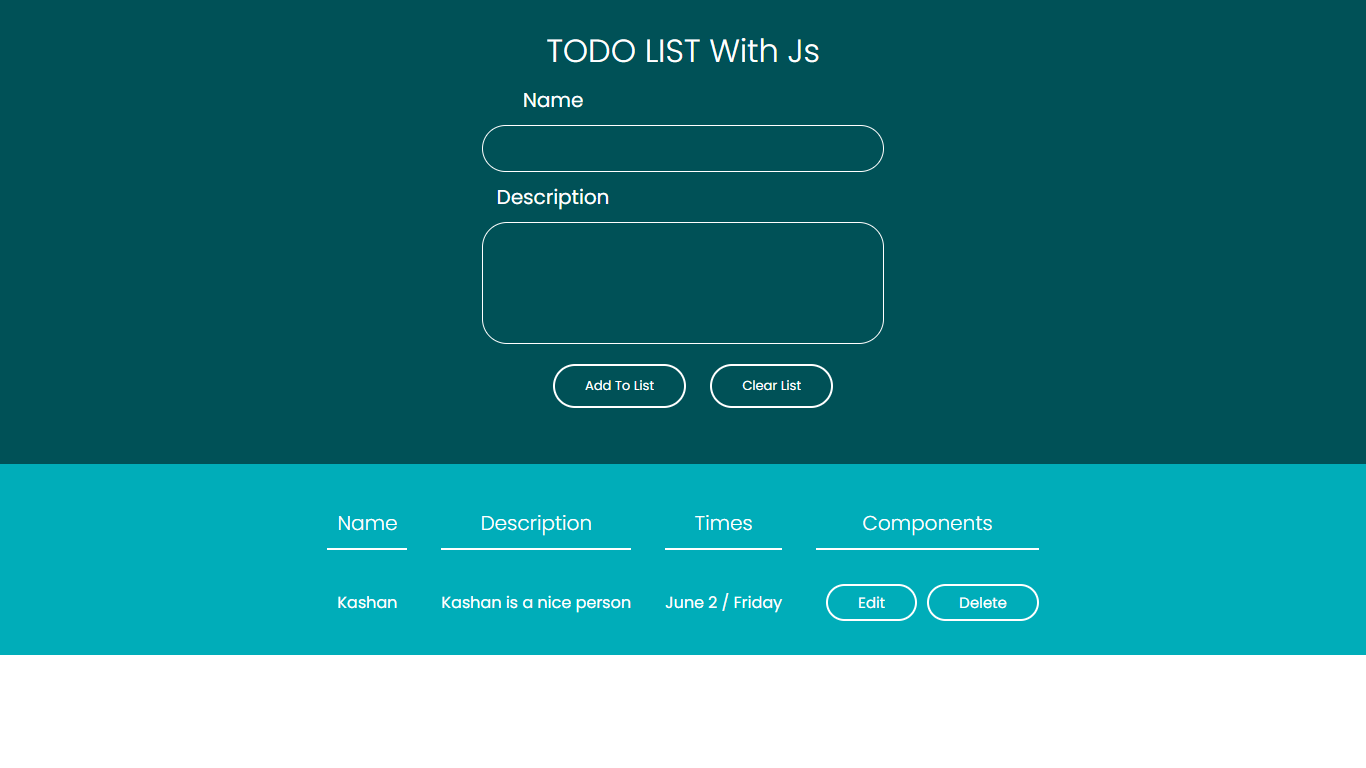 TODO LIST With Js
Name
Description
Add To List Clear List
Name Description Times Components
Kashan Kashan is a nice person June 2 / Friday Edit Delete